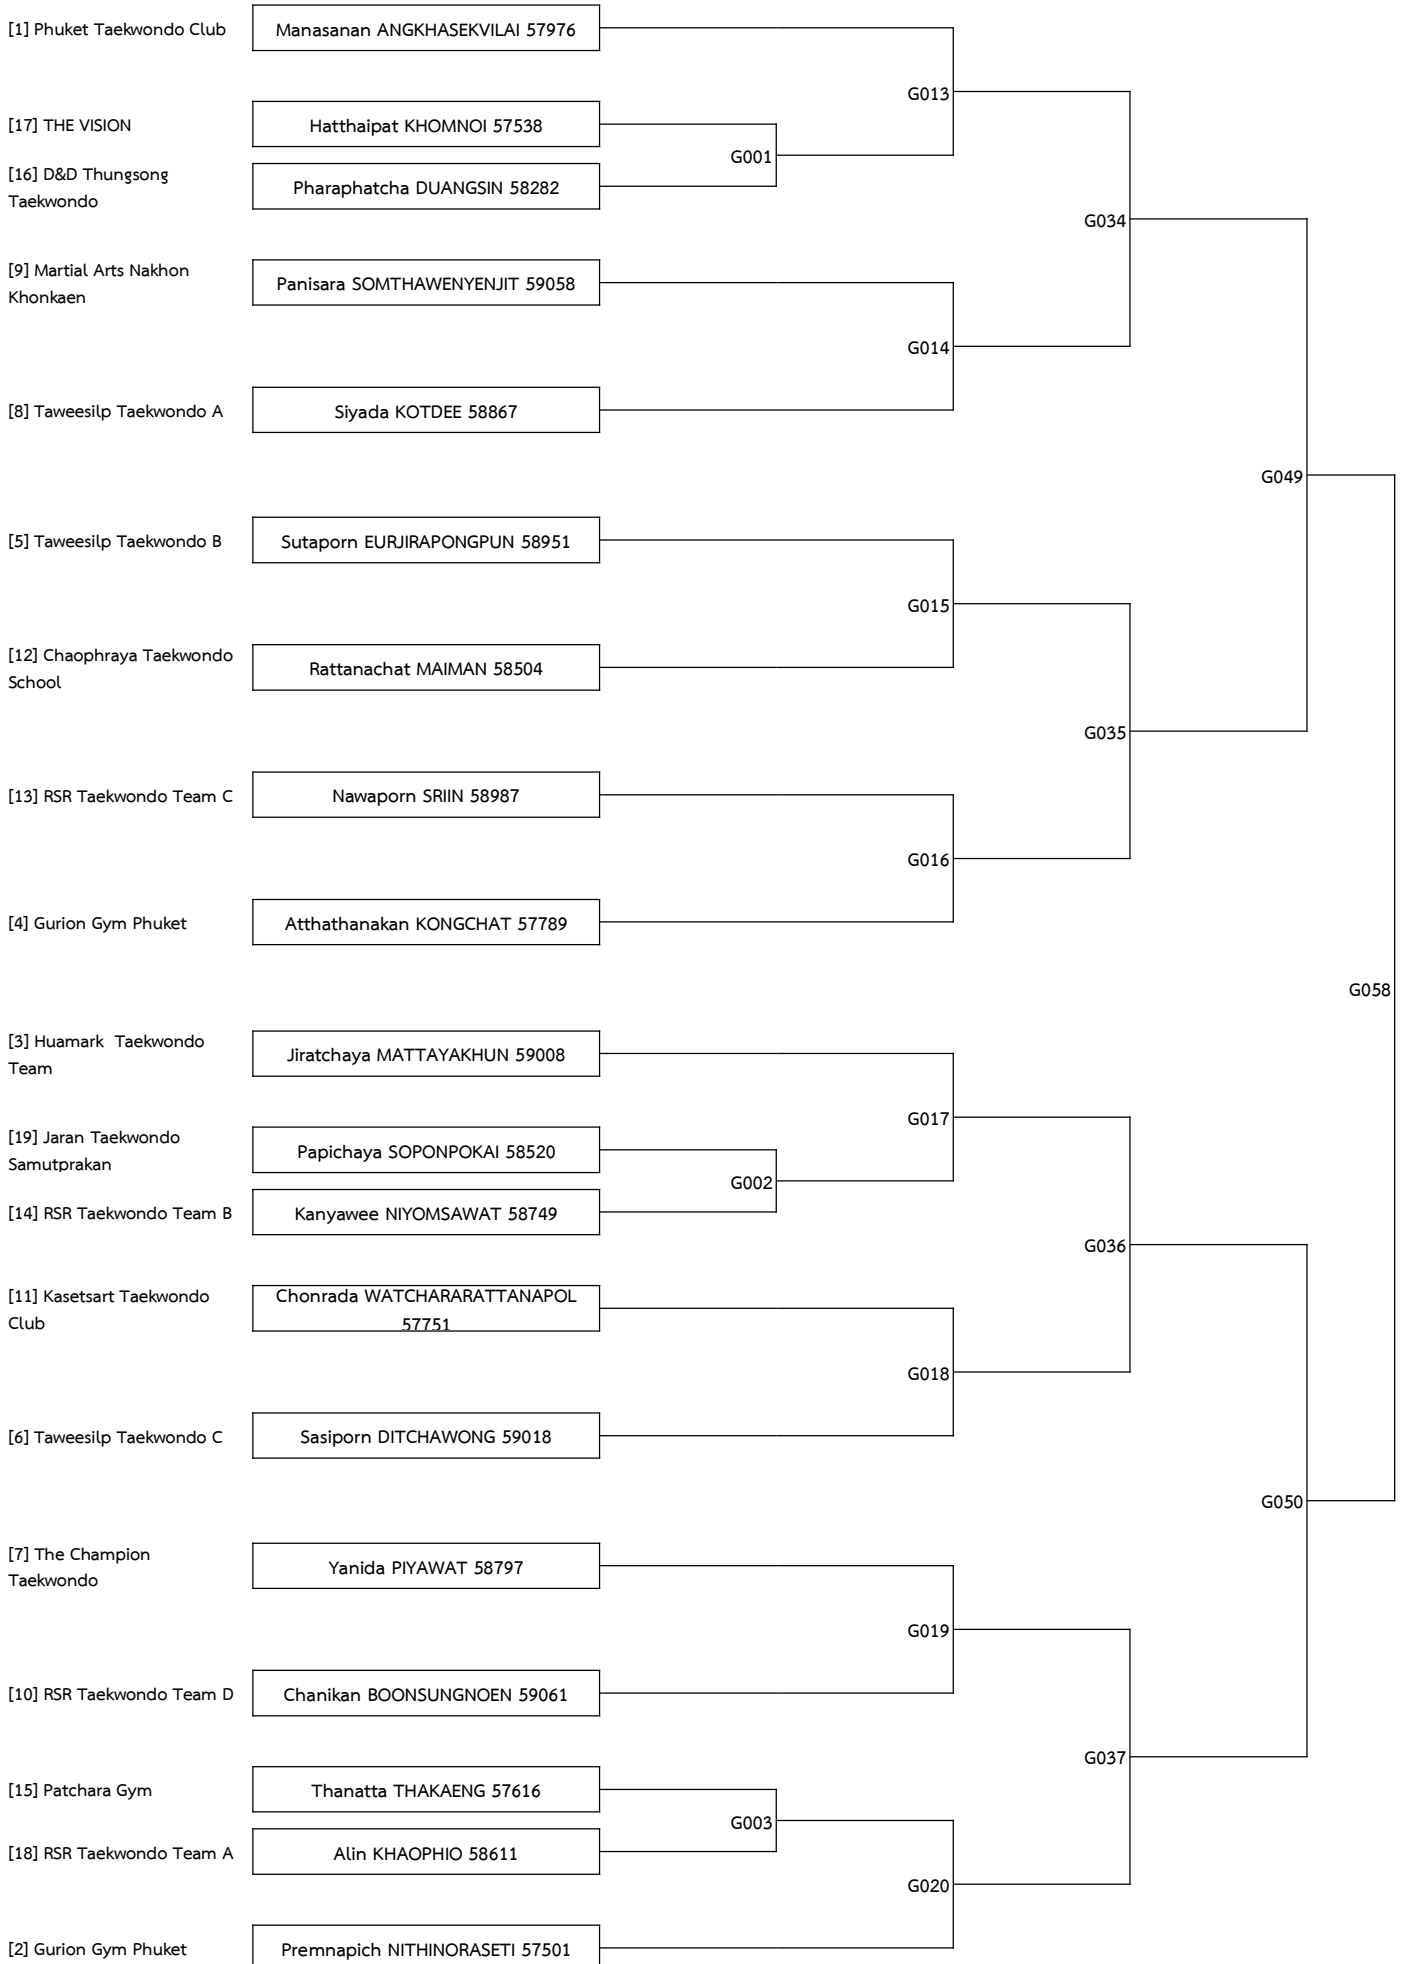 [1] Phuket Taekwondo Club
Manasanan ANGKHASEKVILAI 57976
G013
[17] THE VISION
Hatthaipat KHOMNOI 57538
G001
[16] D&D Thungsong
Taekwondo
Pharaphatcha DUANGSIN 58282
G034
[9] Martial Arts Nakhon
Khonkaen
Panisara SOMTHAWENYENJIT 59058
G014
[8] Taweesilp Taekwondo A
Siyada KOTDEE 58867
G049
[5] Taweesilp Taekwondo B
Sutaporn EURJIRAPONGPUN 58951
G015
[12] Chaophraya Taekwondo
School
Rattanachat MAIMAN 58504
G035
[13] RSR Taekwondo Team C
Nawaporn SRIIN 58987
G016
[4] Gurion Gym Phuket
Atthathanakan KONGCHAT 57789
G058
[3] Huamark  Taekwondo
Team
Jiratchaya MATTAYAKHUN 59008
G017
[19] Jaran Taekwondo
Samutprakan
Papichaya SOPONPOKAI 58520
G002
[14] RSR Taekwondo Team B
Kanyawee NIYOMSAWAT 58749
G036
[11] Kasetsart Taekwondo
Club
Chonrada WATCHARARATTANAPOL
57751
G018
[6] Taweesilp Taekwondo C
Sasiporn DITCHAWONG 59018
G050
[7] The Champion
Taekwondo
Yanida PIYAWAT 58797
G019
[10] RSR Taekwondo Team D
Chanikan BOONSUNGNOEN 59061
G037
[15] Patchara Gym
Thanatta THAKAENG 57616
G003
[18] RSR Taekwondo Team A
Alin KHAOPHIO 58611
G020
[2] Gurion Gym Phuket
Premnapich NITHINORASETI 57501